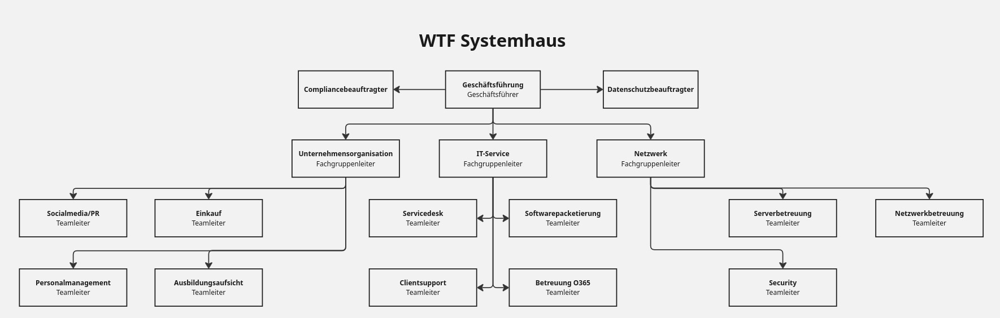 WTF Systemhaus
Compliancebeauftragter
Geschäftsführung
Geschäftsführer
Datenschutzbeauftragter
Unternehmensorganisation
Fachgruppenleiter
IT-Service
Fachgruppenleiter
Netzwerk
Fachgruppenleiter
Socialmedia/PR
Teamleiter
Einkauf
Teamleiter
Servicedesk
Teamleiter
Softwarepacketierung
Teamleiter
Serverbetreuung
Teamleiter
Netzwerkbetreuung
Teamleiter
Personalmanagement
Teamleiter
Ausbildungsaufsicht
Teamleiter
Clientsupport
Teamleiter
Betreuung O365
Teamleiter
Security
Teamleiter